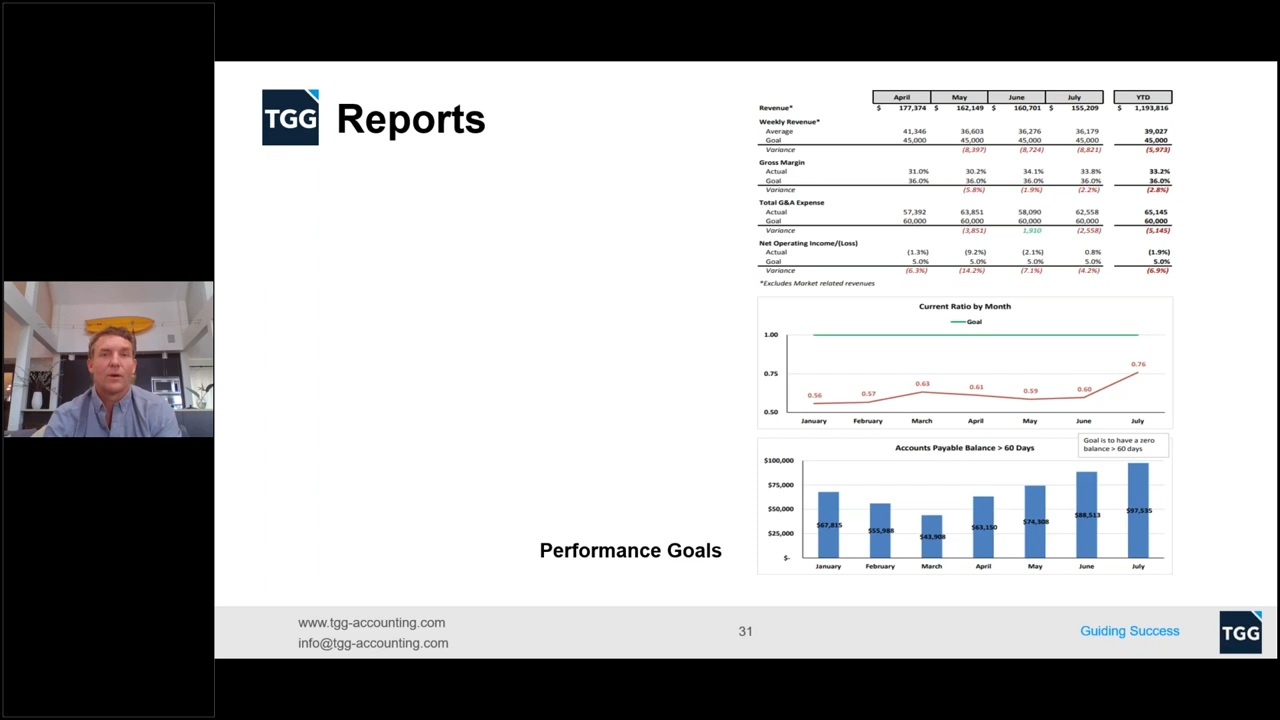 TGG
Reports
April May June July YTD
Revenue* $ 177,374 $ 162,149 $ 160,701 $ 155,209 $ 1,193,816
Weekly Revenue*
Average 41,346 36,603 36,276 36,179 39,027
Goal 45,000 45,000 45,000 45,000 45,000
Variance (8,397) (8,724) (8,821) (5,973)
Gross Margin
Actual 31.0% 30.2% 34.1% 33.8% 33.2%
Goal 36.0% 36.0% 36.0% 36.0% 36.0%
Variance (5.8%) (1.9%) (2.2%) (2.8%)
Total G&A Expense
Actual 57,392 63,851 58,090 62,558 65,145
Goal 60,000 60,000 60,000 60,000 60,000
Variance (3,851) 1,910 (2,558) (5,145)
Net Operating Income/(Loss)
Actual (1.3%) (9.2%) (2.1%) 0.8% (1.9%)
Goal 5.0% 5.0% 5.0% 5.0% 5.0%
Variance (6.3%) (14.2%) (7.1%) (4.2%) (6.9%)
*Excludes Market related revenues
Current Ratio by Month
Goal
1.00
0.75
0.50
0.56 0.57 0.63 0.61 0.59 0.60 0.76
January February March April May June July
Accounts Payable Balance > 60 Days
Goal is to have a zero
balance > 60 days
$100,000
$75,000
$50,000
$25,000
$-
$67,815 $55,988 $43,908 $63,150 $74,308 $88,513 $97,535
January February March April May June July
Performance Goals
www.tgg-accounting.com
info@tgg-accounting.com
31
Guiding Success
TGG